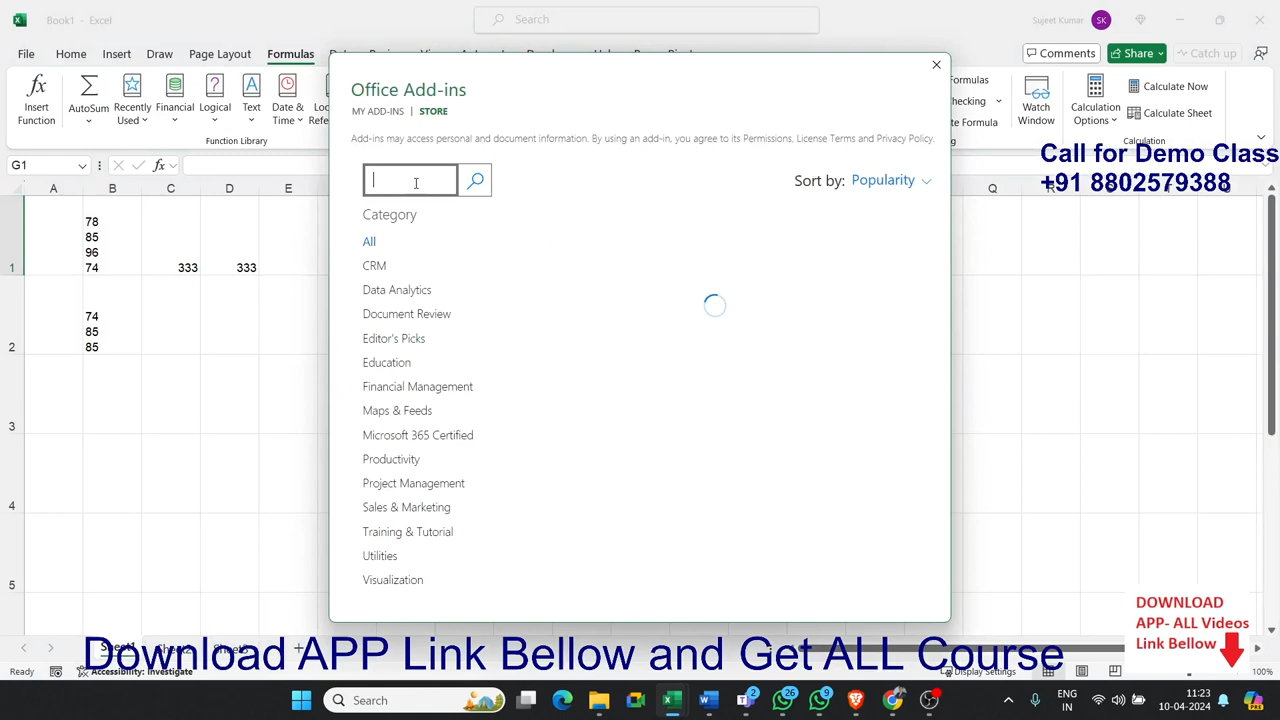 Book1 - Excel
Search
Sujeet Kumar
SK
File
Home
Insert
Draw
Page Layout
Formulas
Comments
Share
Catch up
Insert Function
AutoSum
Recently Used
Financial
Logical
Text
Date & Time
Function Library
Watch Window
Calculation Options
Calculate Now
Calculate Sheet
Calculation
G1
fx
Call for Demo Class
+91 8802579388
A B C D E Q
Office Add-ins
MY ADD-INS | STORE
Add-ins may access personal and document information. By using an add-in, you agree to its Permissions, License Terms and Privacy Policy.
Sort by: Popularity
Category
All
CRM
Data Analytics
Document Review
Editor's Picks
Education
Financial Management
Maps & Feeds
Microsoft 365 Certified
Productivity
Project Management
Sales & Marketing
Training & Tutorial
Utilities
Visualization
78
85
96
1 74 333 333
74
85
2 85
3
4
5
DOWNLOAD
APP- ALL Videos
Link Bellow
Download APP Link Bellow and Get ALL Course
Ready
Accessibility: Investigate
Display Settings
100%
Search
2
26
9
ENG
IN
11:23
10-04-2024